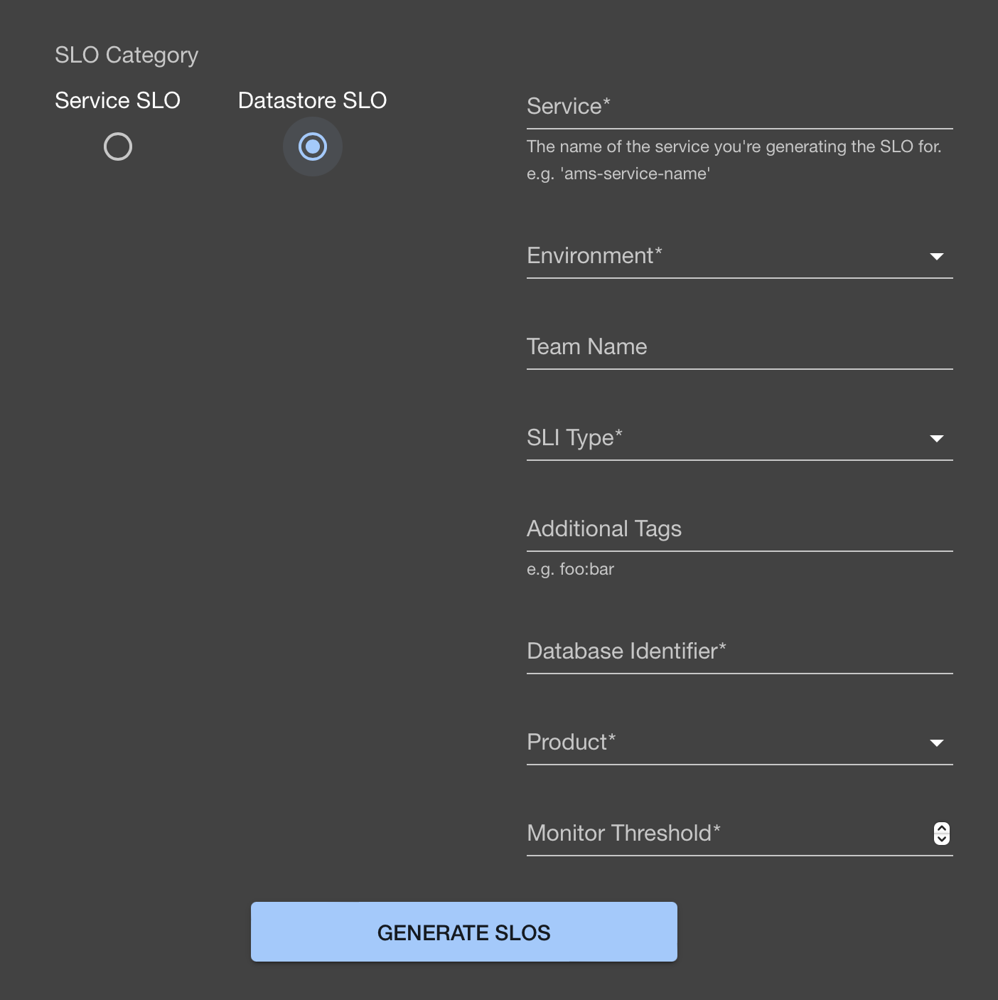 SLO Category
Service SLO
Datastore SLO
Service*
The name of the service you're generating the SLO for.
e.g. 'ams-service-name'
Environment*
Team Name
SLI Type*
Additional Tags
e.g. foo:bar
Database Identifier*
Product*
Monitor Threshold*
GENERATE SLOS